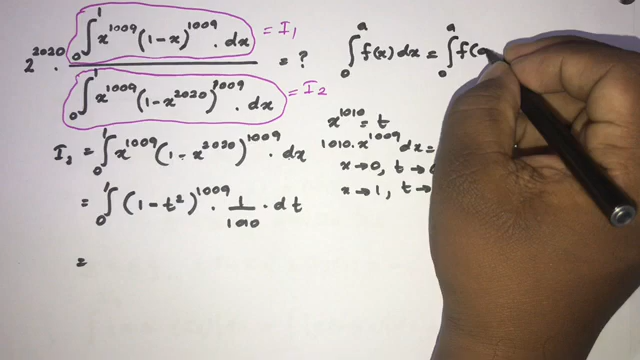 2^2020 · ∫₀¹ x^1009 (1-x)^1009 · dx = I₁
∫₀¹ x^1009 (1-x^2020)^1009 · dx = I₂
= ?
∫₀^a f(x) dx = ∫₀^a f(a
I₂ = ∫₀¹ x^1009 (1-x^2020)^1009 · dx
= ∫₀¹ (1-t²)^1009 · 1/1010 · dt
=
x^1010 = t
1010·x^1009 dx =
x→0, t→0
x→1, t→